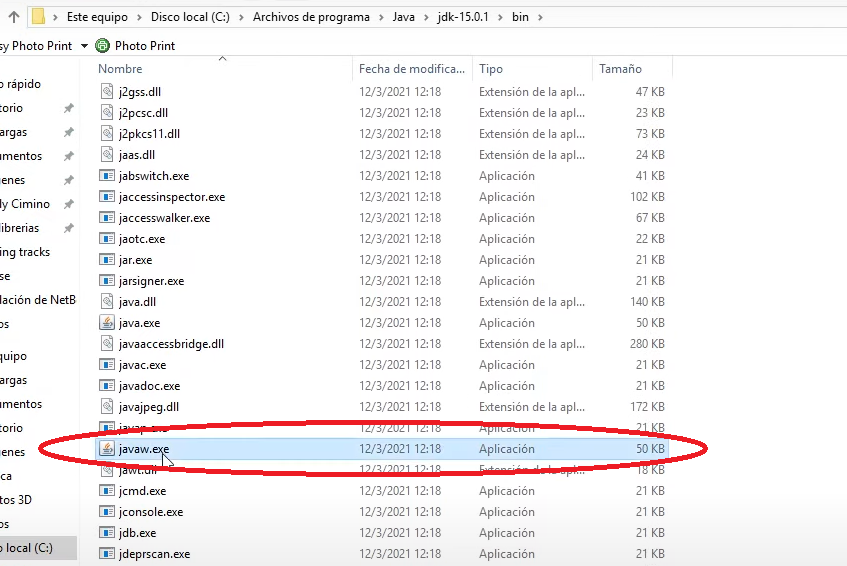 Este equipo > Disco local (C:) > Archivos de programa > Java > jdk-15.0.1 > bin >
sy Photo Print Photo Print
Nombre Fecha de modifica... Tipo Tamaño
o rápido
j2gss.dll 12/3/2021 12:18 Extensión de la apl... 47 KB
torio
j2pcsc.dll 12/3/2021 12:18 Extensión de la apl... 23 KB
argas
j2pkcs11.dll 12/3/2021 12:18 Extensión de la apl... 73 KB
umentos
jaas.dll 12/3/2021 12:18 Extensión de la apl... 24 KB
enes
jabswitch.exe 12/3/2021 12:18 Aplicación 41 KB
ly Cimino
jaccessinspector.exe 12/3/2021 12:18 Aplicación 102 KB
jaccesswalker.exe 12/3/2021 12:18 Aplicación 67 KB
librerias
jaotc.exe 12/3/2021 12:18 Aplicación 22 KB
ing tracks
jar.exe 12/3/2021 12:18 Aplicación 21 KB
se
jarsigner.exe 12/3/2021 12:18 Aplicación 21 KB
lación de NetB
java.dll 12/3/2021 12:18 Extensión de la apl... 140 KB
os
java.exe 12/3/2021 12:18 Aplicación 50 KB
javaaccessbridge.dll 12/3/2021 12:18 Extensión de la apl... 280 KB
quipo
javac.exe 12/3/2021 12:18 Aplicación 21 KB
argas
javadoc.exe 12/3/2021 12:18 Aplicación 21 KB
umentos
javajpeg.dll 12/3/2021 12:18 Extensión de la apl... 172 KB
torio
javap.exe 12/3/2021 12:18 Aplicación 21 KB
enes
javaw.exe 12/3/2021 12:18 Aplicación 50 KB
ca
jawt.dll 12/3/2021 12:18 Extensión de la apl... 18 KB
tos 3D
jcmd.exe 12/3/2021 12:18 Aplicación 21 KB
jconsole.exe 12/3/2021 12:18 Aplicación 21 KB
os
jdb.exe 12/3/2021 12:18 Aplicación 21 KB
o local (C:)
jdeprscan.exe 12/3/2021 12:18 Aplicación 21 KB